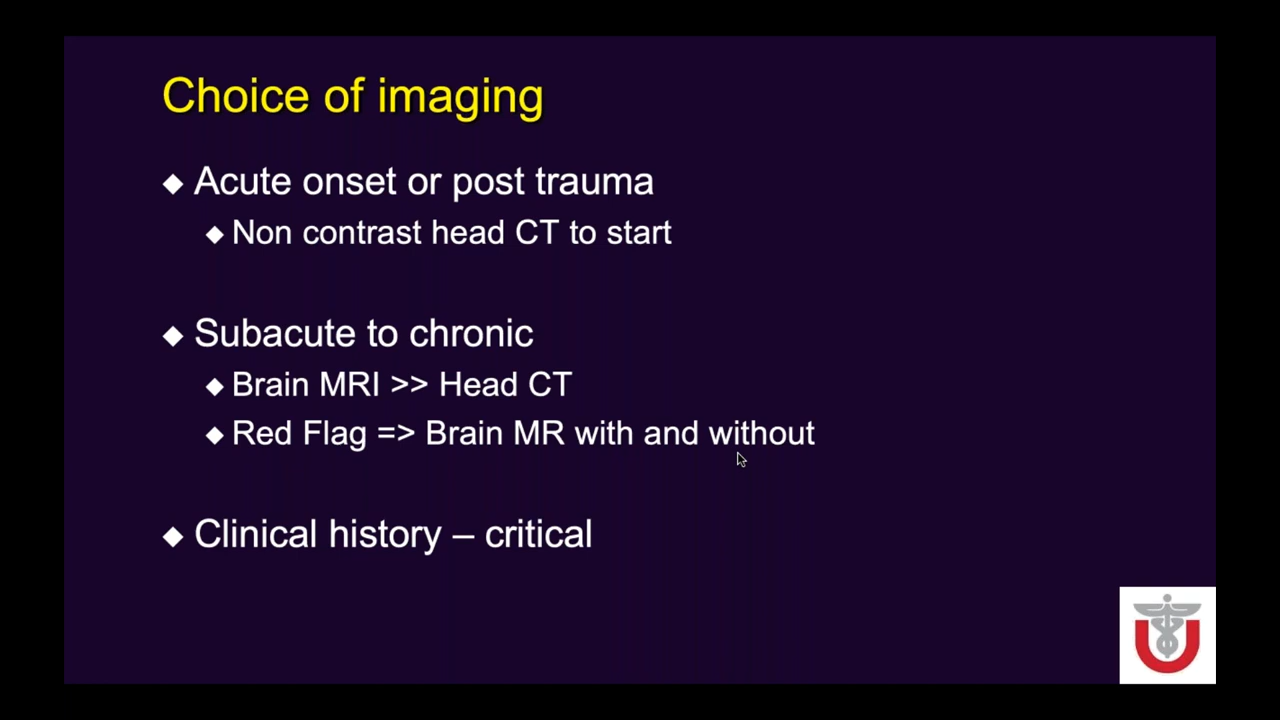 Choice of imaging
Acute onset or post trauma
Non contrast head CT to start
Subacute to chronic
Brain MRI >> Head CT
Red Flag => Brain MR with and without
Clinical history – critical
U